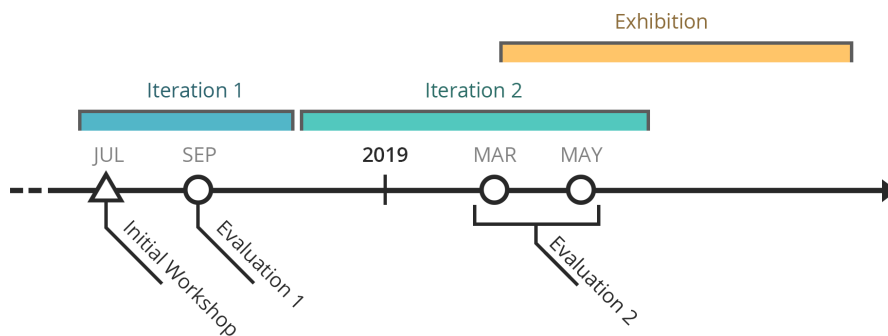 Exhibition
Iteration 1
Iteration 2
JUL
SEP
2019
MAR
MAY
Initial Workshop
Evaluation 1
Evaluation 2